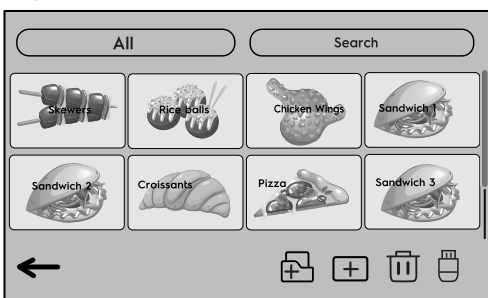 All
Search
Skewers
Rice balls
Chicken Wings
Sandwich 1
Sandwich 2
Croissants
Pizza
Sandwich 3